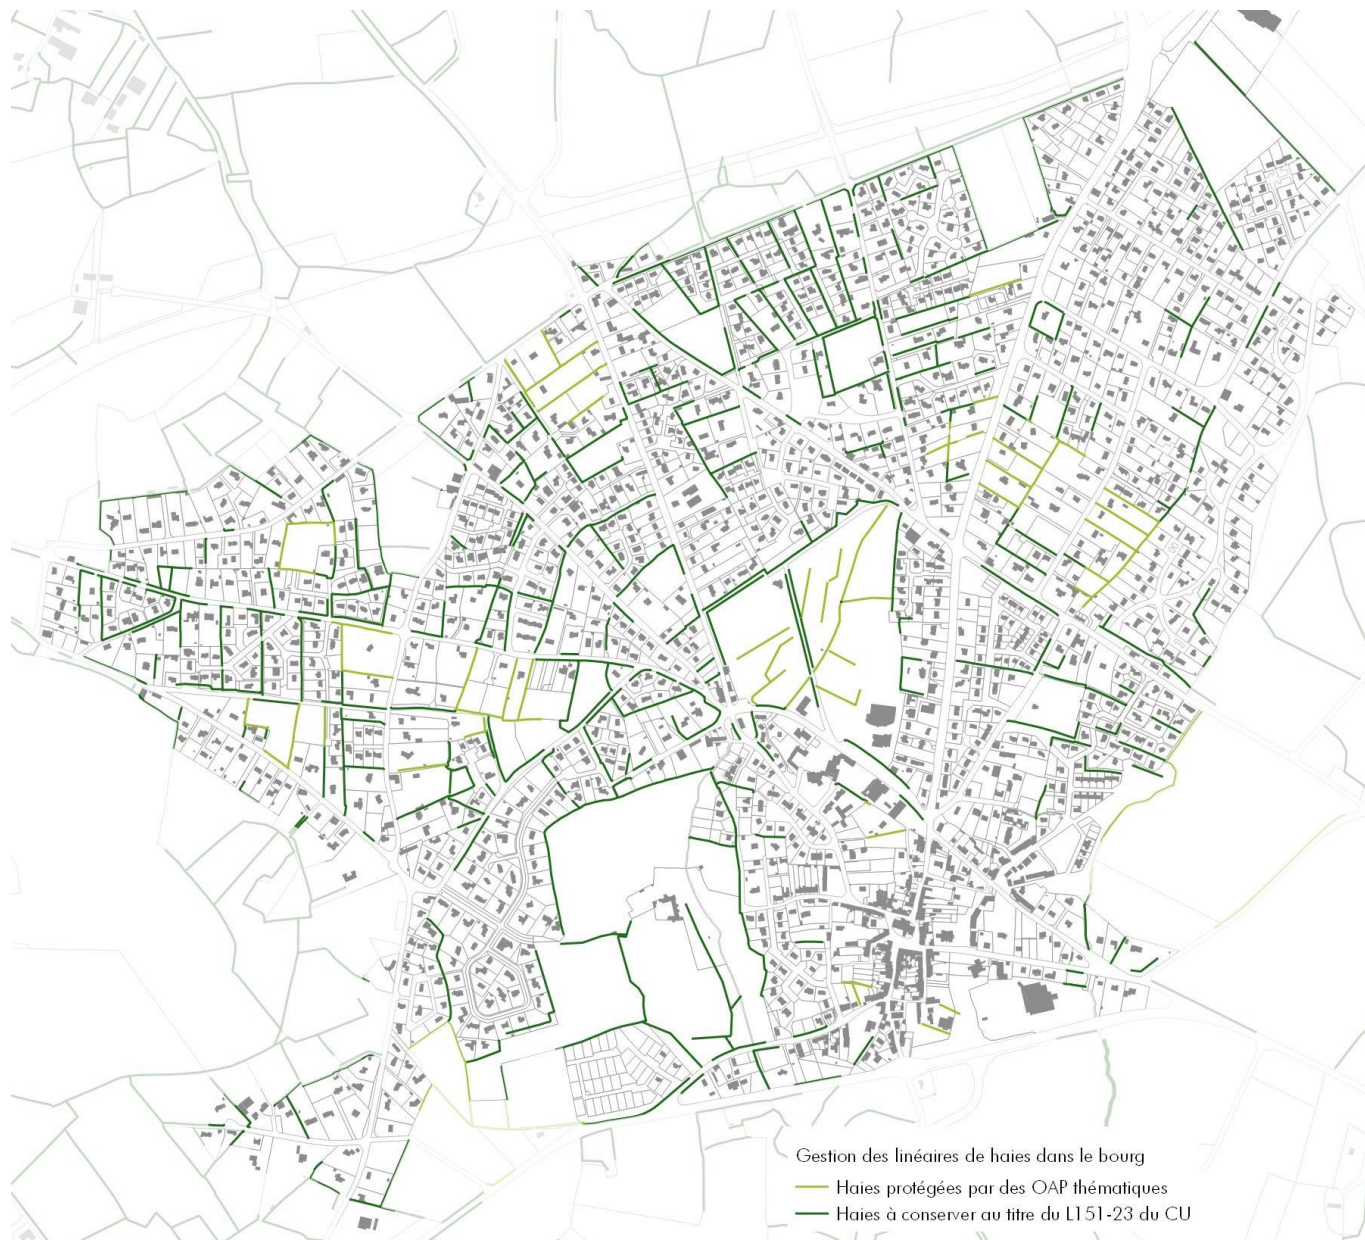 Gestion des linéaires de haies dans le bourg
Haies protégées par des OAP thématiques
Haies à conserver au titre du L151-23 du CU